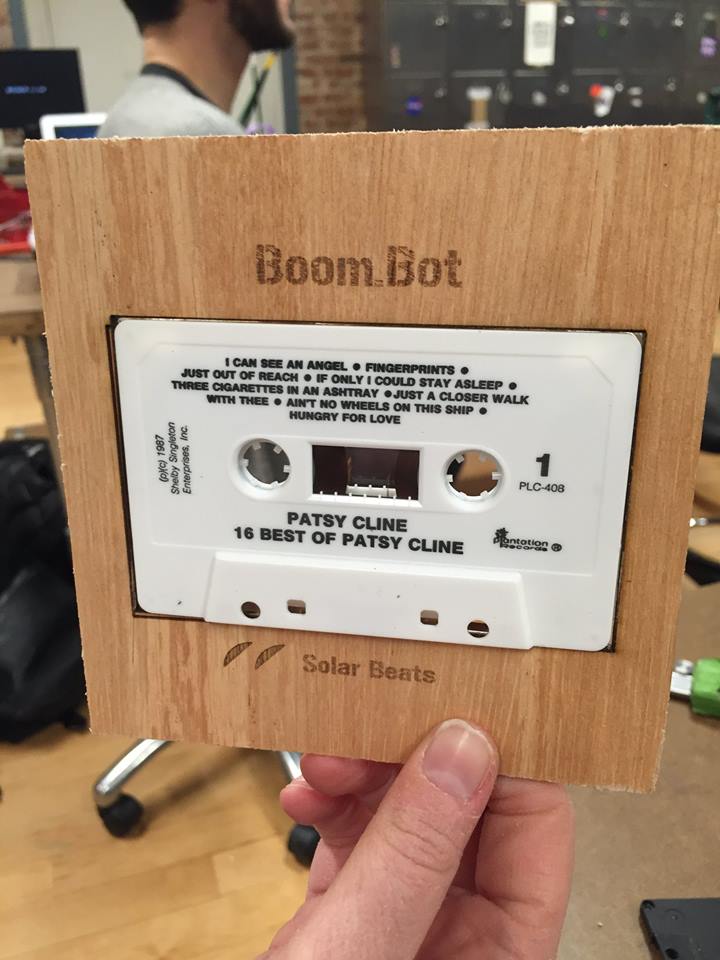 Boom.Bot
I CAN SEE AN ANGEL ● FINGERPRINTS ●
JUST OUT OF REACH ● IF ONLY I COULD STAY ASLEEP ●
THREE CIGARETTES IN AN ASHTRAY ● JUST A CLOSER WALK
WITH THEE ● AIN'T NO WHEELS ON THIS SHIP ●
HUNGRY FOR LOVE
(p)(c) 1987
Shelby Singleton
Enterprises, Inc.
1
PLC-408
PATSY CLINE
16 BEST OF PATSY CLINE
Plantation
Records ®
Solar Beats